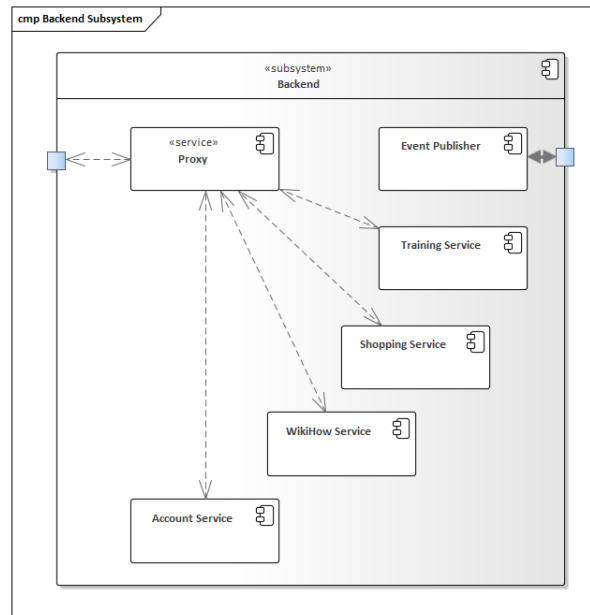 cmp Backend Subsystem
«subsystem»
Backend
«service»
Proxy
Event Publisher
Training Service
Shopping Service
WikiHow Service
Account Service